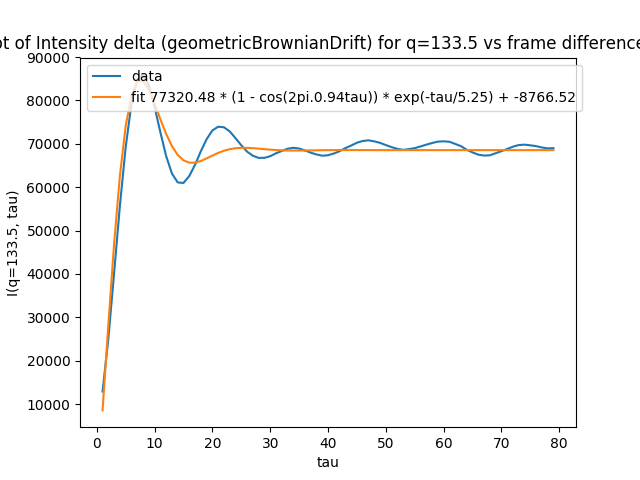 ot of Intensity delta (geometricBrownianDrift) for q=133.5 vs frame difference
data
fit 77320.48 * (1 - cos(2pi.0.94tau)) * exp(-tau/5.25) + -8766.52
90000
80000
70000
60000
50000
40000
30000
20000
10000
I(q=133.5, tau)
0 10 20 30 40 50 60 70 80
tau